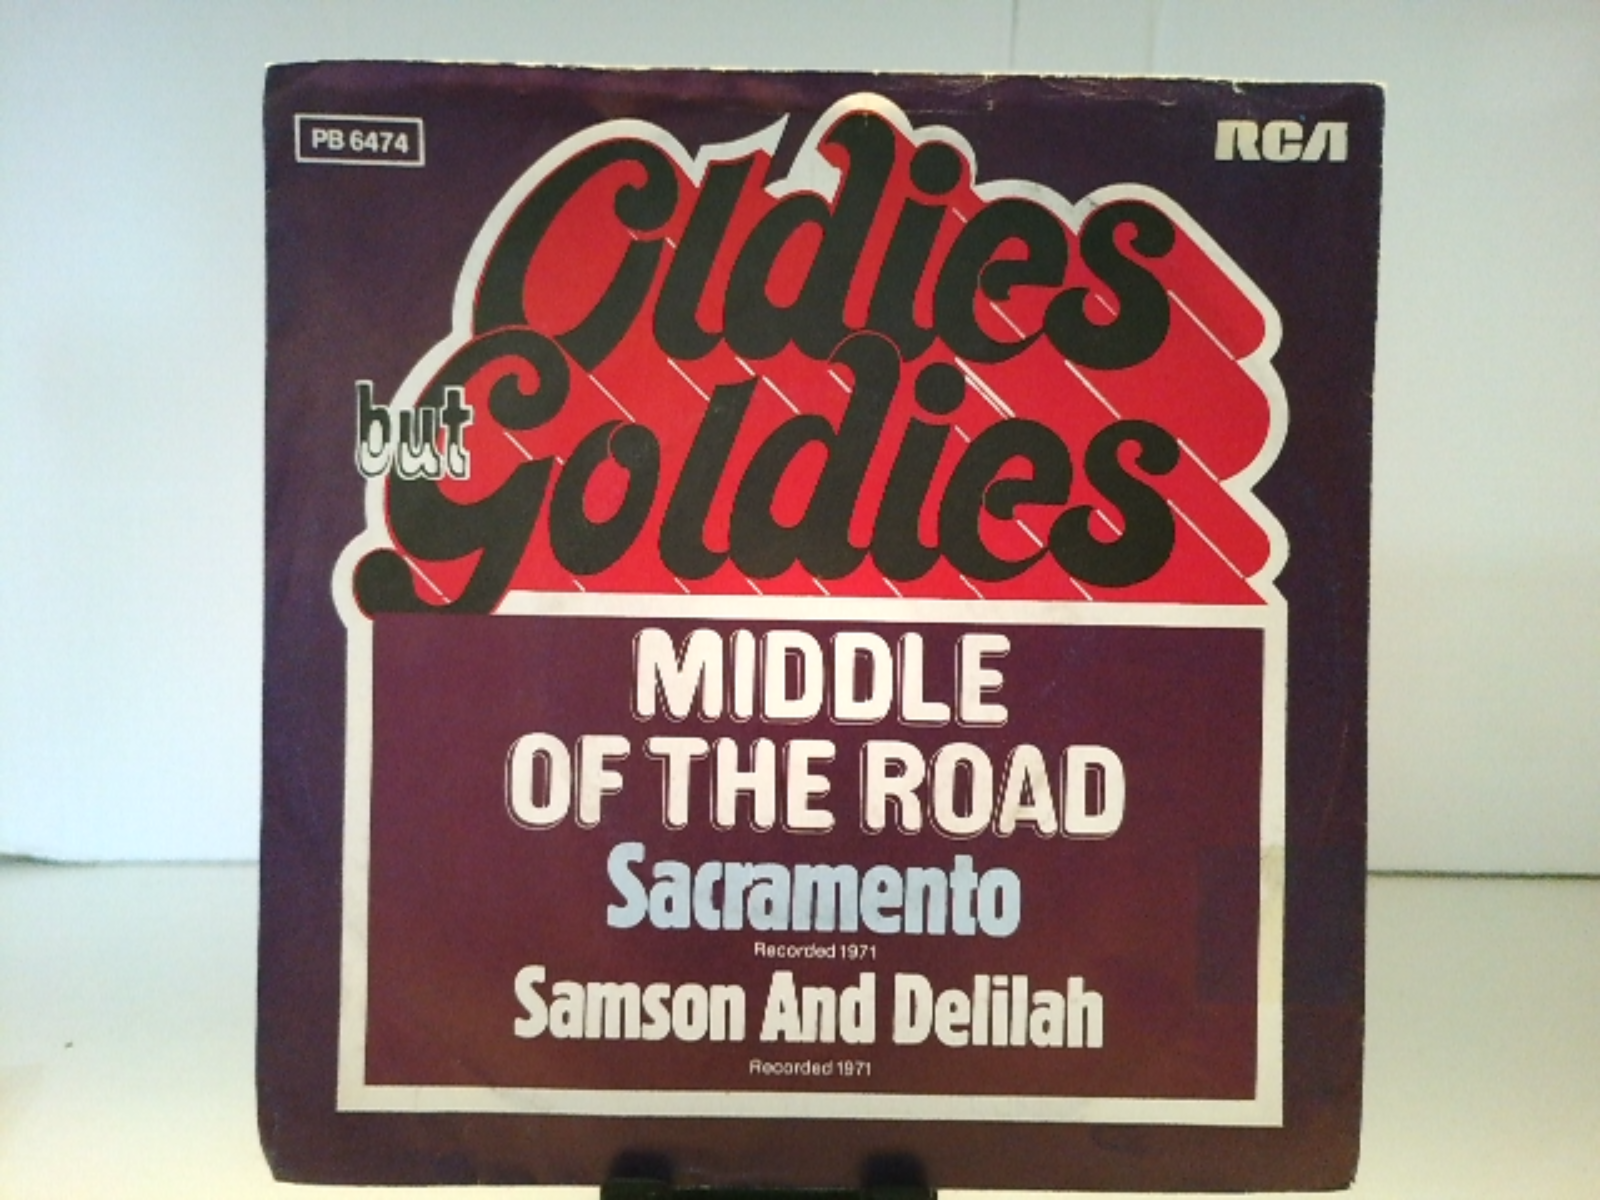 PB 6474
RCA
Oldies
but
Goldies
MIDDLE
OF THE ROAD
Sacramento
Recorded 1971
Samson And Delilah
Recorded 1971